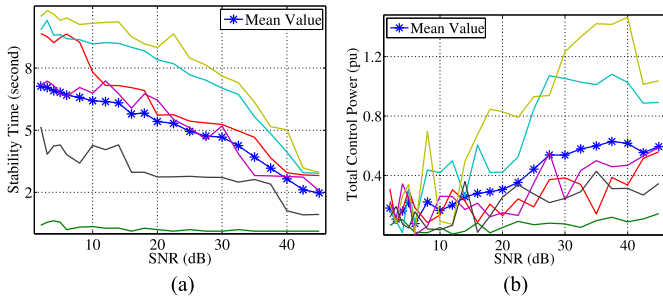 Mean Value
8
5
2
Stability Time (second)
10 20 30 40
SNR (dB)
(a)
Mean Value
1.2
0.8
0.4
Total Control Power (pu)
10 20 30 40
SNR (dB)
(b)